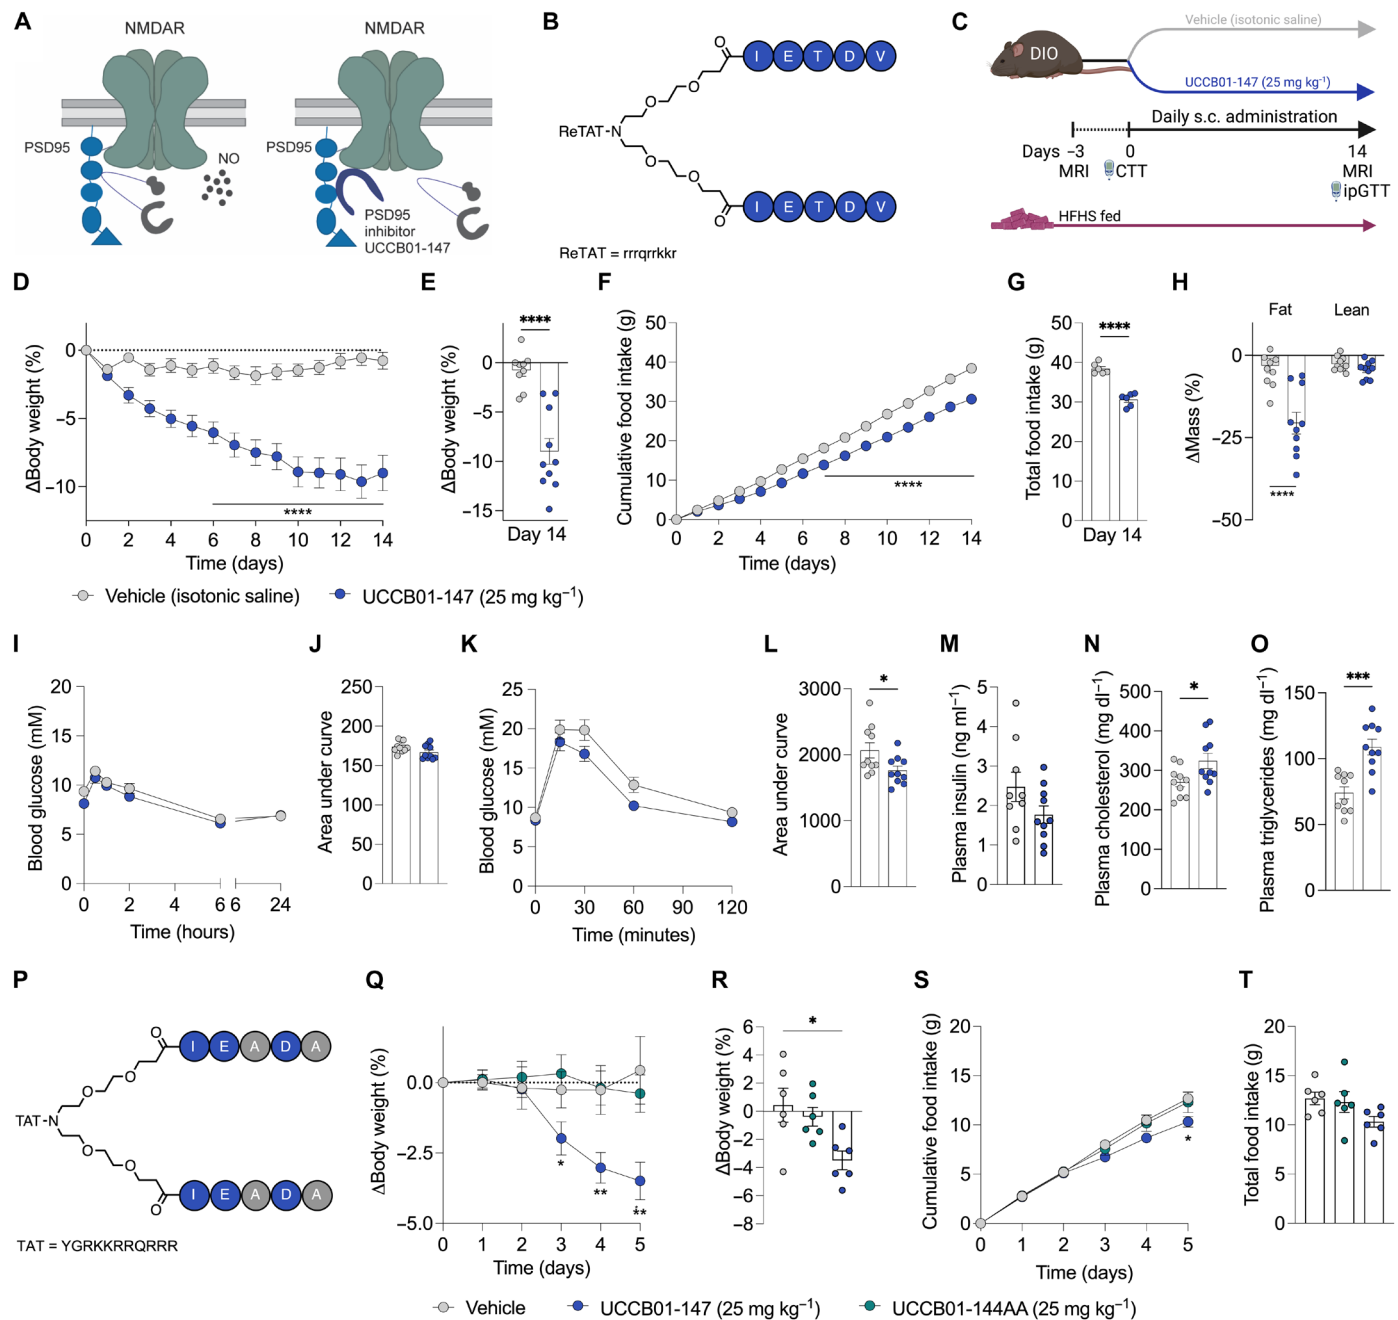 A
NMDAR
NMDAR
PSD95
NO
PSD95
PSD95
inhibitor
UCCB01-147
B
O
I E T D V
O
O
ReTAT-N
O
O
O
I E T D V
ReTAT = rrrqrrkkr
C
Vehicle (isotonic saline)
DIO
UCCB01-147 (25 mg kg⁻¹)
Daily s.c. administration
Days −3 0 14
MRI CTT MRI
ipGTT
HFHS fed
D
ΔBody weight (%)
0
−5
−10
****
0 2 4 6 8 10 12 14
Time (days)
E
ΔBody weight (%)
****
0
−5
−10
−15
Day 14
F
Cumulative food intake (g)
50
40
30
20
10
0
****
0 2 4 6 8 10 12 14
Time (days)
G
Total food intake (g)
****
50
40
30
20
10
0
Day 14
H
Fat Lean
ΔMass (%)
0
−25
−50
****
Vehicle (isotonic saline) UCCB01-147 (25 mg kg⁻¹)
I
Blood glucose (mM)
20
15
10
5
0
0 2 4 6 6 24
Time (hours)
J
Area under curve
250
200
150
100
50
0
K
Blood glucose (mM)
25
20
15
10
5
0
0 30 60 90 120
Time (minutes)
L
Area under curve
*
3000
2000
1000
0
M
Plasma insulin (ng ml⁻¹)
5
4
3
2
1
0
N
Plasma cholesterol (mg dl⁻¹)
*
500
400
300
200
100
0
O
Plasma triglycerides (mg dl⁻¹)
***
150
100
50
0
P
O
I E A D A
O
O
TAT-N
O
O
O
I E A D A
TAT = YGRKKRRQRRR
Q
ΔBody weight (%)
0.0
−2.5
−5.0
*
**
**
0 1 2 3 4 5
Time (days)
R
ΔBody weight (%)
*
6
4
2
0
−2
−4
−6
−8
S
Cumulative food intake (g)
20
15
10
5
0
*
0 1 2 3 4 5
Time (days)
T
Total food intake (g)
20
15
10
5
0
Vehicle UCCB01-147 (25 mg kg⁻¹) UCCB01-144AA (25 mg kg⁻¹)